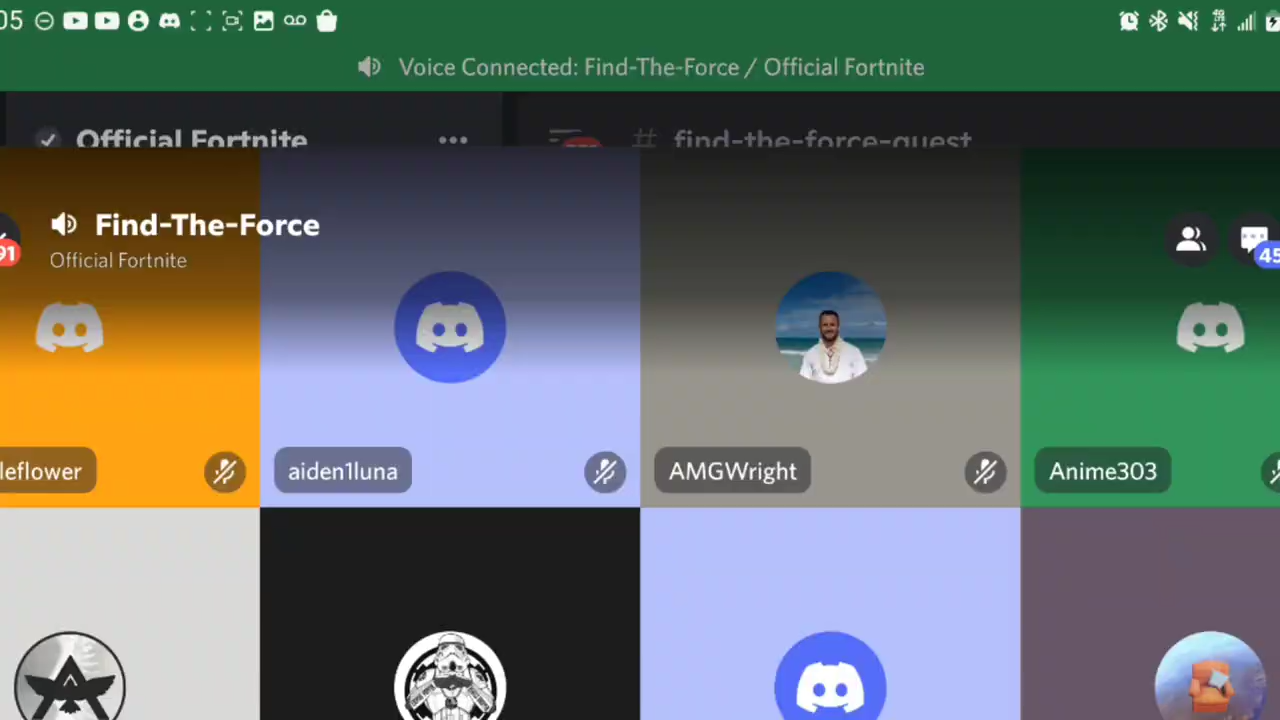 05
Voice Connected: Find-The-Force / Official Fortnite
Official Fortnite
# find-the-force-quest
Find-The-Force
Official Fortnite
91
45
leflower
aiden1luna
AMGWright
Anime303